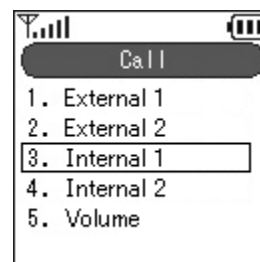 Call
1. External 1
2. External 2
3. Internal 1
4. Internal 2
5. Volume